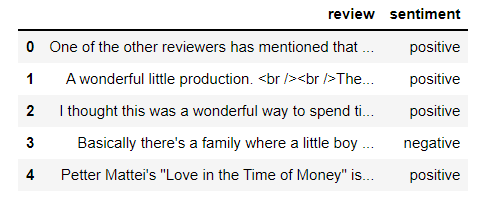 review sentiment
0 One of the other reviewers has mentioned that ... positive
1 A wonderful little production. <br /><br />The... positive
2 I thought this was a wonderful way to spend ti... positive
3 Basically there's a family where a little boy ... negative
4 Petter Mattei's "Love in the Time of Money" is... positive